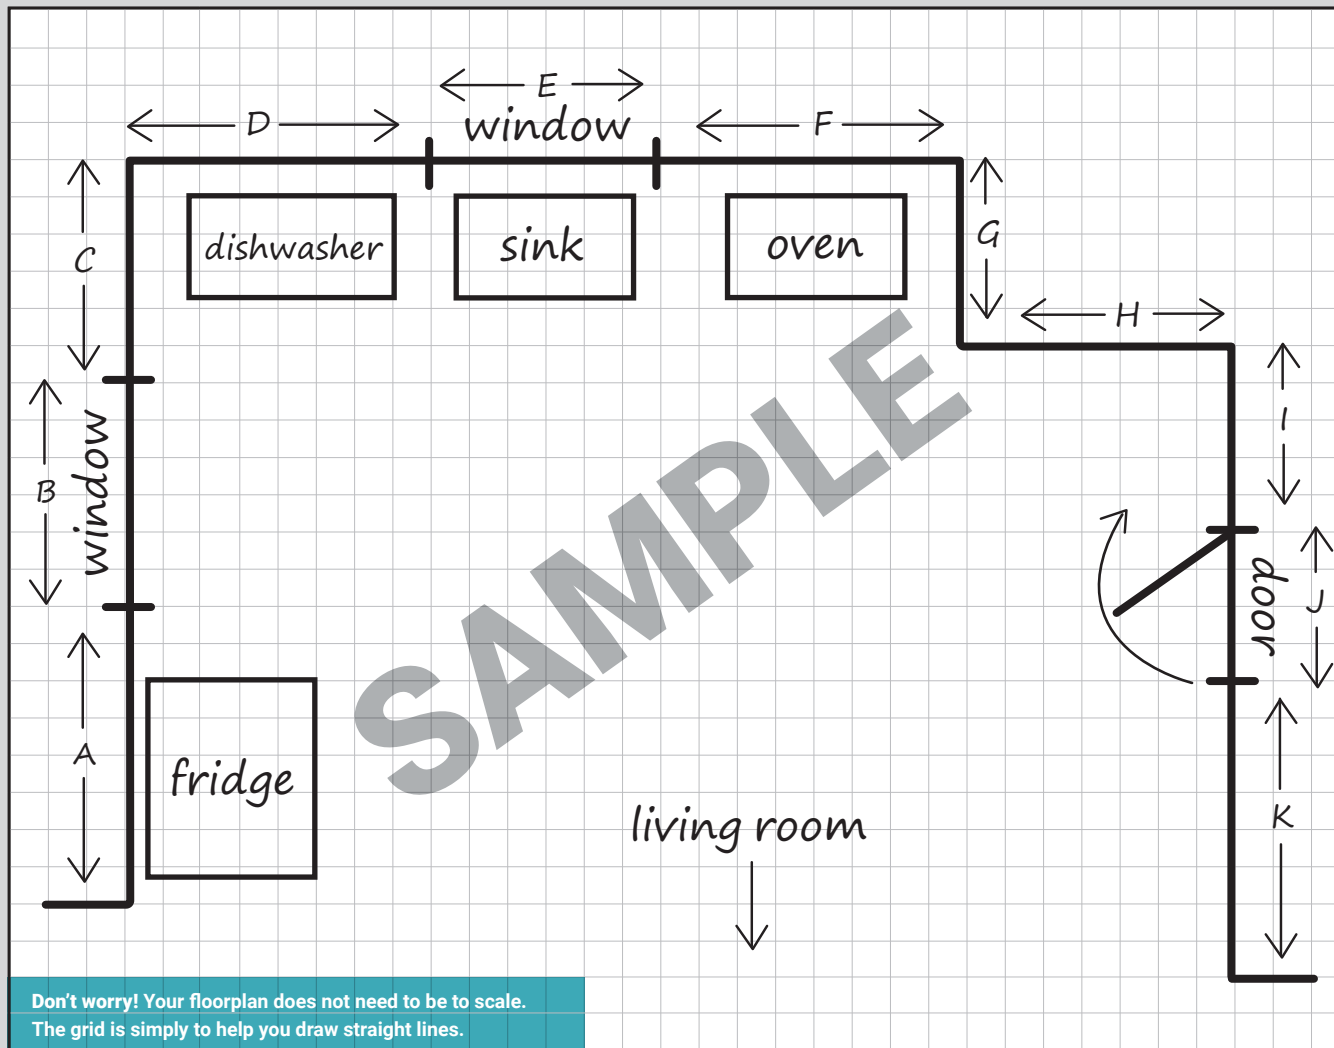 E
D
window
F
dishwasher
sink
oven
G
C
H
I
B
window
SAMPLE
door
J
A
fridge
living room
K
Don't worry! Your floorplan does not need to be to scale.
The grid is simply to help you draw straight lines.